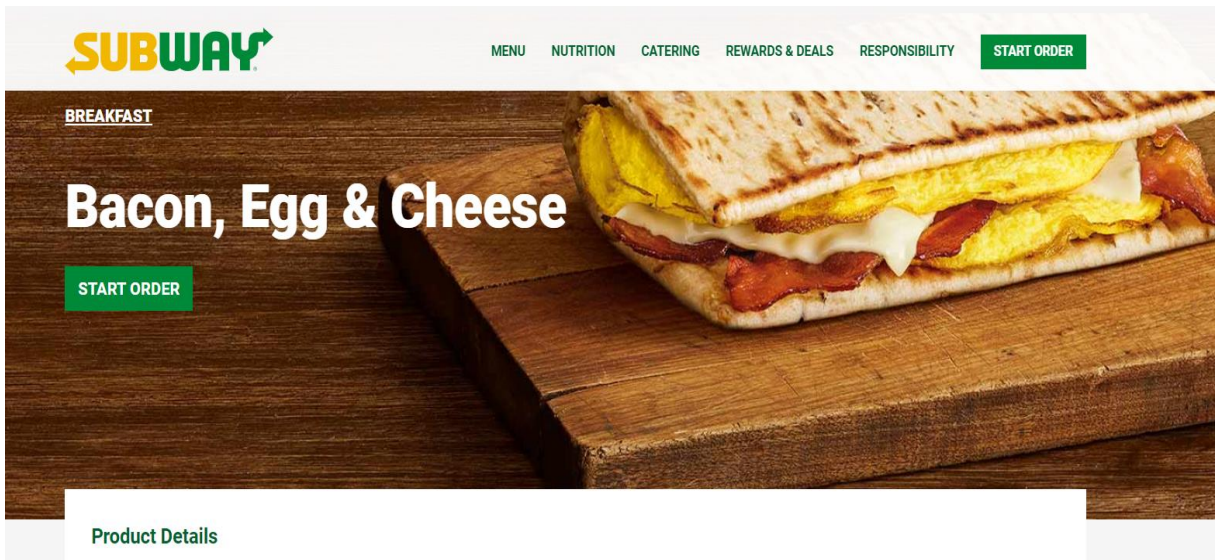 SUBWAY
MENU NUTRITION CATERING REWARDS & DEALS RESPONSIBILITY START ORDER
BREAKFAST
Bacon, Egg & Cheese
START ORDER
Product Details